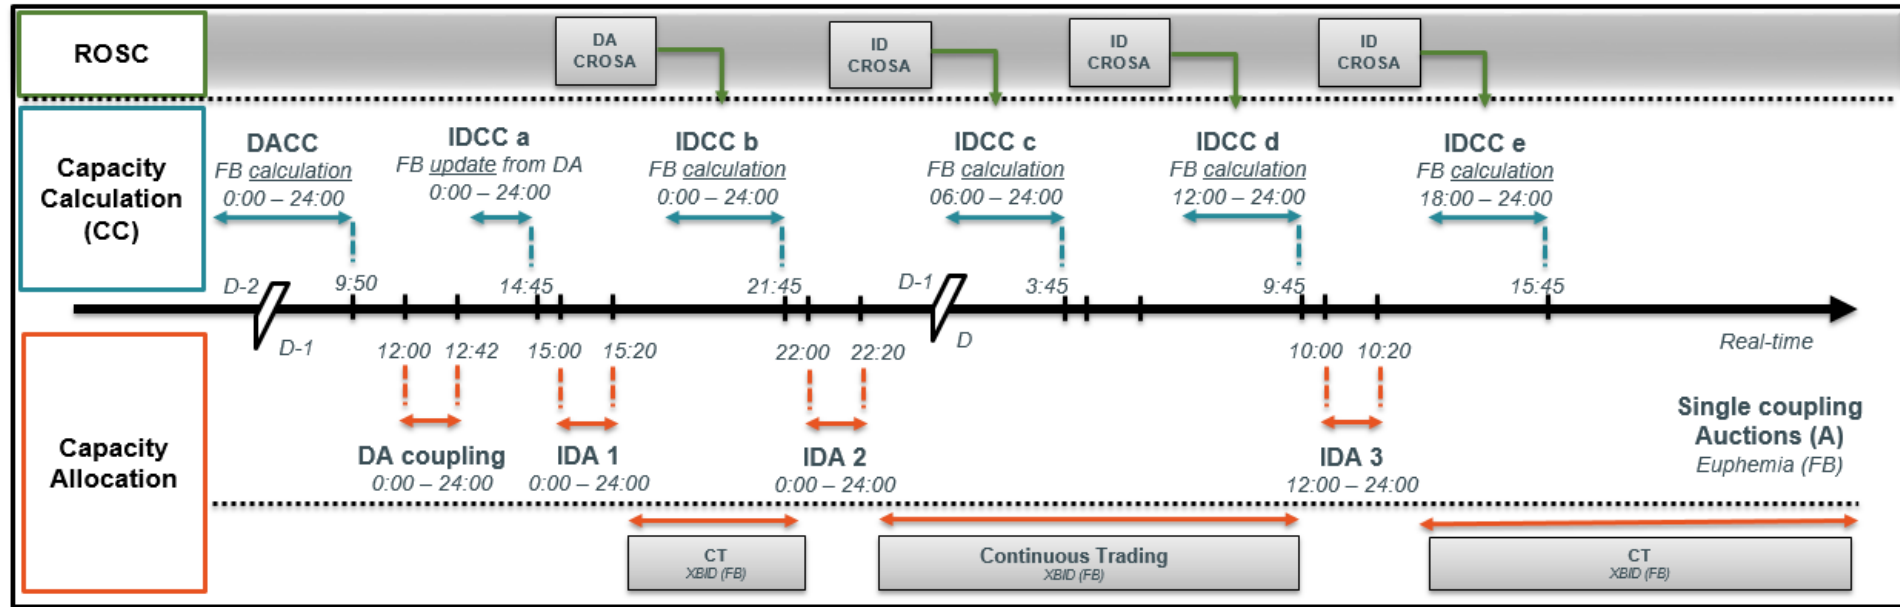 ROSC
DA
CROSA
ID
CROSA
ID
CROSA
ID
CROSA
Capacity
Calculation
(CC)
DACC
FB calculation
0:00 – 24:00
IDCC a
FB update from DA
0:00 – 24:00
IDCC b
FB calculation
0:00 – 24:00
IDCC c
FB calculation
06:00 – 24:00
IDCC d
FB calculation
12:00 – 24:00
IDCC e
FB calculation
18:00 – 24:00
D-2
9:50
14:45
21:45
D-1
3:45
9:45
15:45
D-1
12:00
12:42
15:00
15:20
22:00
22:20
D
10:00
10:20
Real-time
Capacity
Allocation
DA coupling
0:00 – 24:00
IDA 1
0:00 – 24:00
IDA 2
0:00 – 24:00
IDA 3
12:00 – 24:00
Single coupling
Auctions (A)
Euphemia (FB)
CT
XBID (FB)
Continuous Trading
XBID (FB)
CT
XBID (FB)